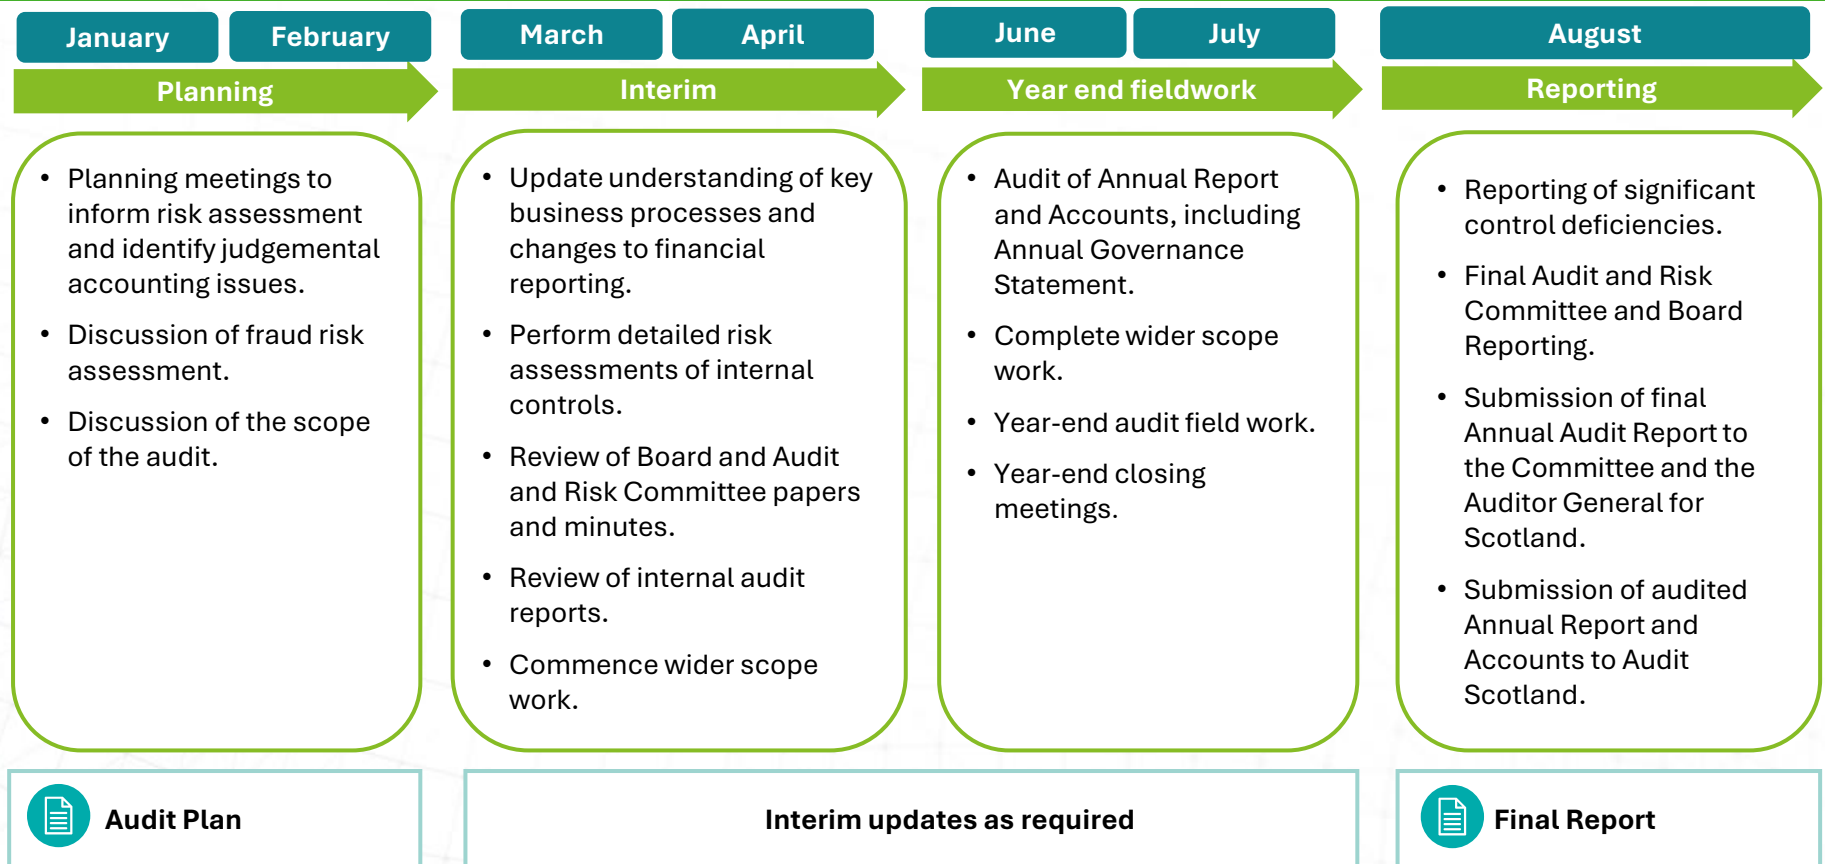 January
February
March
April
June
July
August
Planning
Interim
Year end fieldwork
Reporting
• Planning meetings to
inform risk assessment
and identify judgemental
accounting issues.
• Discussion of fraud risk
assessment.
• Discussion of the scope
of the audit.
• Update understanding of key
business processes and
changes to financial
reporting.
• Perform detailed risk
assessments of internal
controls.
• Review of Board and Audit
and Risk Committee papers
and minutes.
• Review of internal audit
reports.
• Commence wider scope
work.
• Audit of Annual Report
and Accounts, including
Annual Governance
Statement.
• Complete wider scope
work.
• Year-end audit field work.
• Year-end closing
meetings.
• Reporting of significant
control deficiencies.
• Final Audit and Risk
Committee and Board
Reporting.
• Submission of final
Annual Audit Report to
the Committee and the
Auditor General for
Scotland.
• Submission of audited
Annual Report and
Accounts to Audit
Scotland.
Audit Plan
Interim updates as required
Final Report